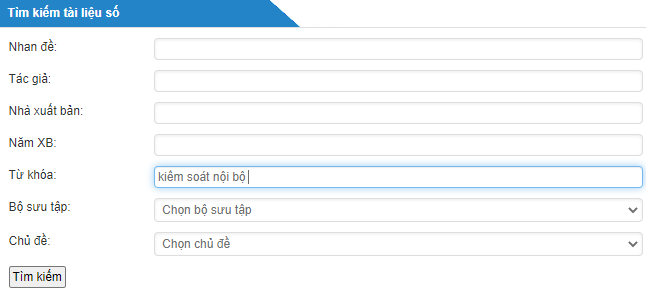 Tìm kiếm tài liệu số
Nhan đề:
Tác giả:
Nhà xuất bản:
Năm XB:
Từ khóa: kiểm soát nội bộ
Bộ sưu tập: Chọn bộ sưu tập
Chủ đề: Chọn chủ đề
Tìm kiếm